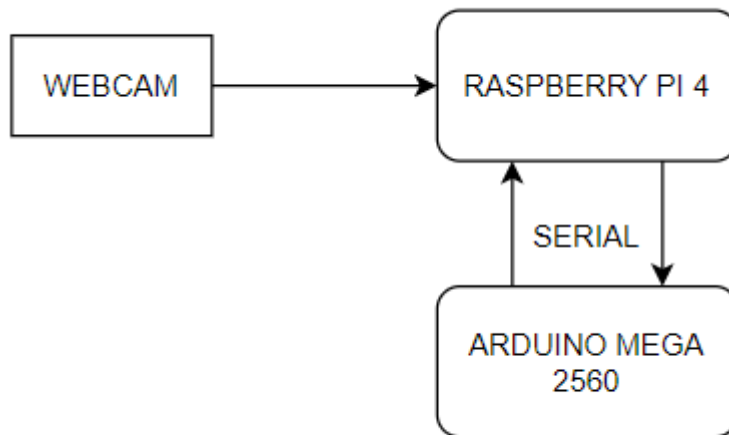 WEBCAM
RASPBERRY PI 4
SERIAL
ARDUINO MEGA
2560